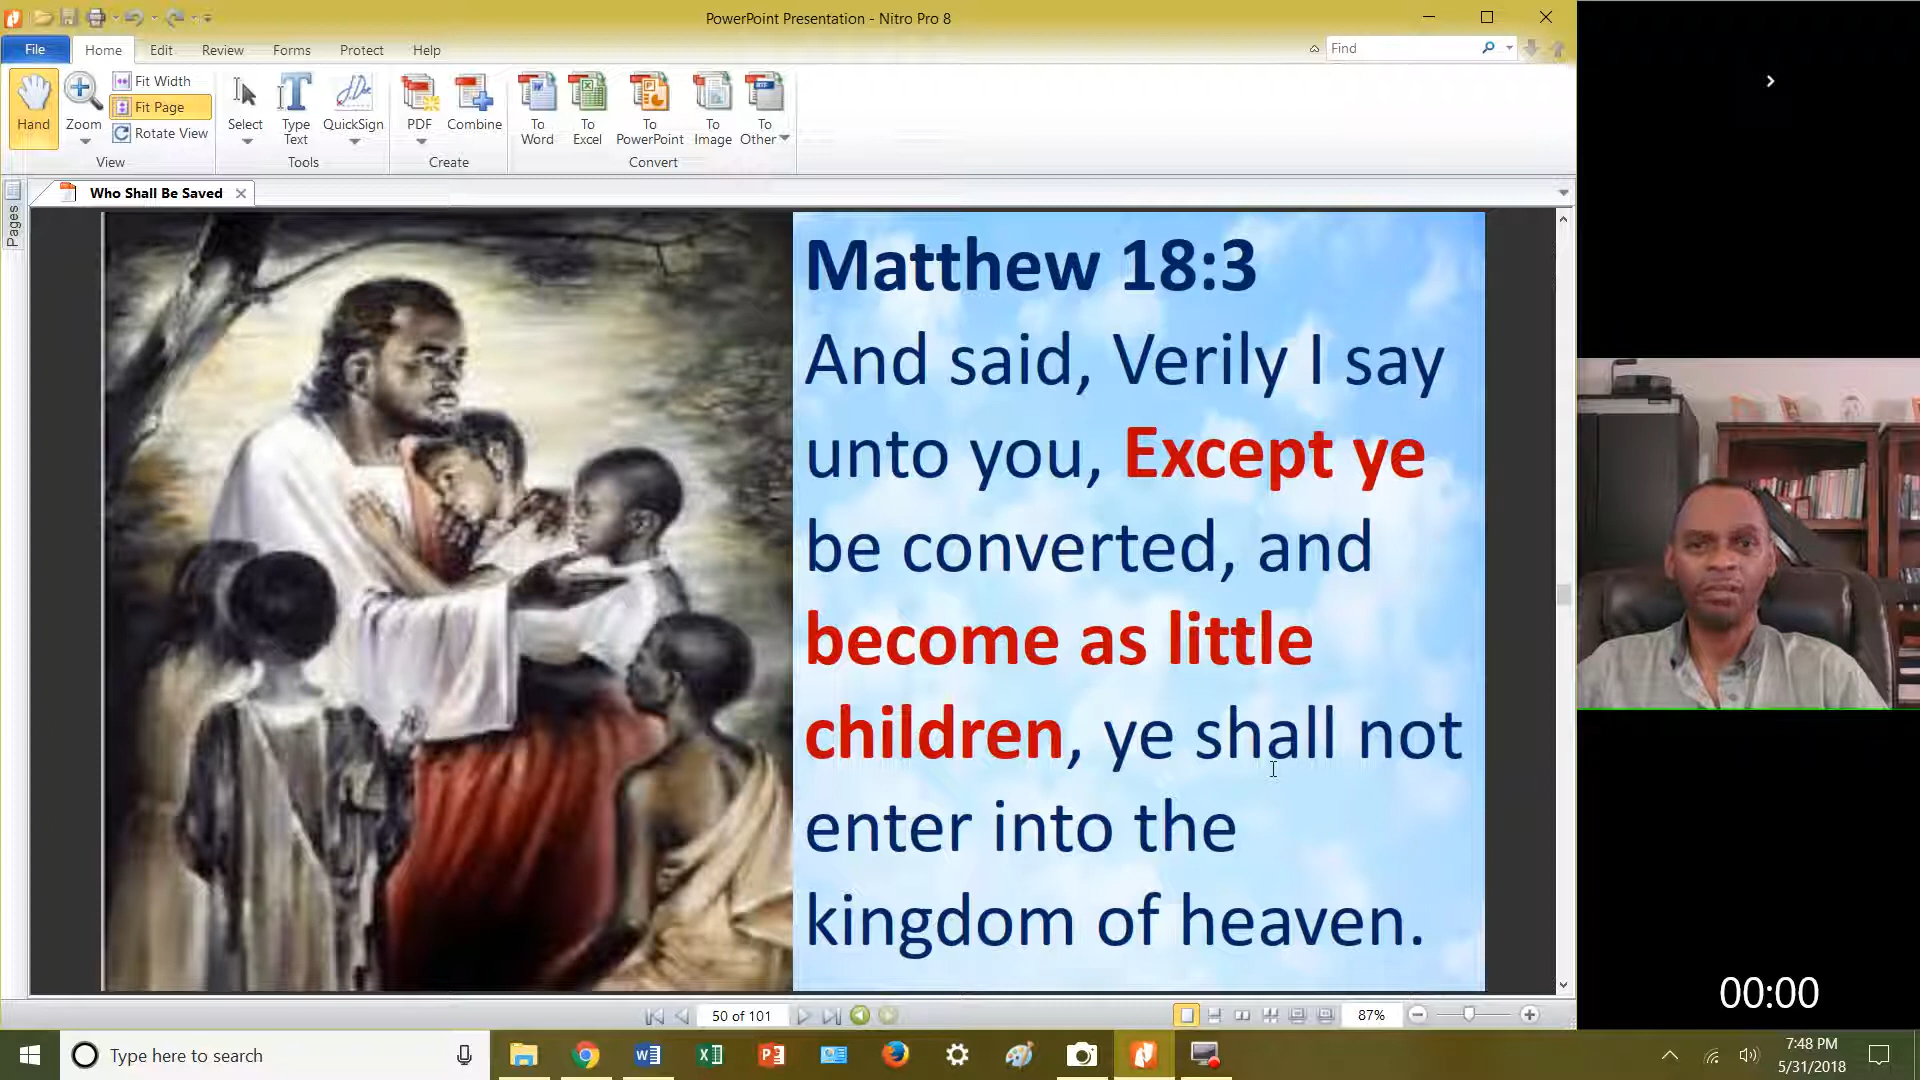 PowerPoint Presentation - Nitro Pro 8
File
Home
Edit
Review
Forms
Protect
Help
Find
Hand
Zoom
Fit Width
Fit Page
Rotate View
View
Select
Type Text
QuickSign
Tools
PDF
Combine
Create
To Word
To Excel
To PowerPoint
To Image
To Other
Convert
Pages
Who Shall Be Saved
Matthew 18:3
And said, Verily I say
unto you, Except ye
be converted, and
become as little
children, ye shall not
enter into the
kingdom of heaven.
00:00
50 of 101
87%
Type here to search
7:48 PM
5/31/2018